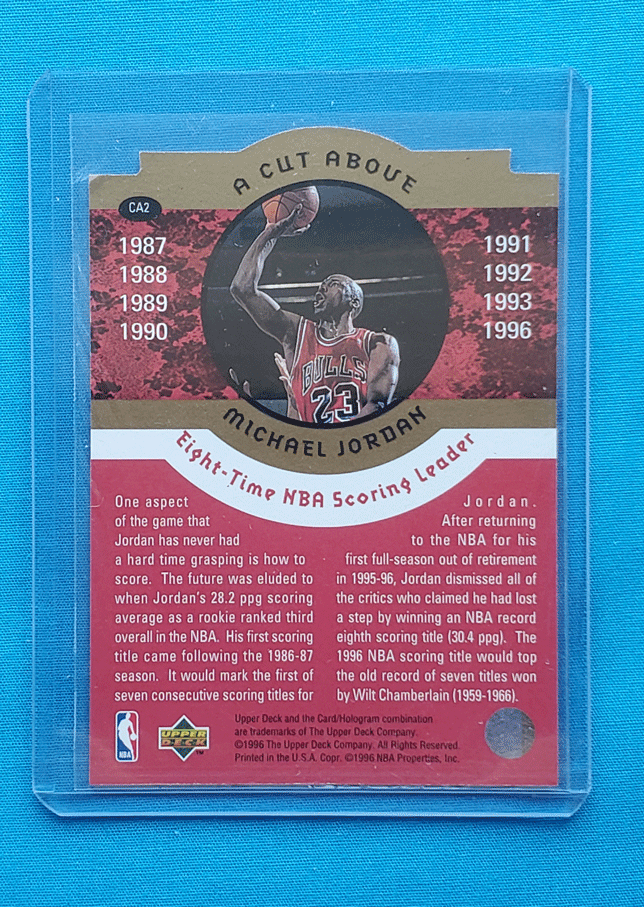 A CUT ABOVE
CA2
1987
1988
1989
1990
1991
1992
1993
1996
BULLS
23
MICHAEL JORDAN
Eight-Time NBA Scoring Leader
One aspect
of the game that
Jordan has never had
a hard time grasping is how to
score. The future was eluded to
when Jordan's 28.2 ppg scoring
average as a rookie ranked third
overall in the NBA. His first scoring
title came following the 1986-87
season. It would mark the first of
seven consecutive scoring titles for
Jordan.
After returning
to the NBA for his
first full-season out of retirement
in 1995-96, Jordan dismissed all of
the critics who claimed he had lost
a step by winning an NBA record
eighth scoring title (30.4 ppg). The
1996 NBA scoring title would top
the old record of seven titles won
by Wilt Chamberlain (1959-1966).
NBA
UPPER
DECK
TM
Upper Deck and the Card/Hologram combination
are trademarks of The Upper Deck Company.
©1996 The Upper Deck Company. All Rights Reserved.
Printed in the U.S.A. Copr. ©1996 NBA Properties, Inc.